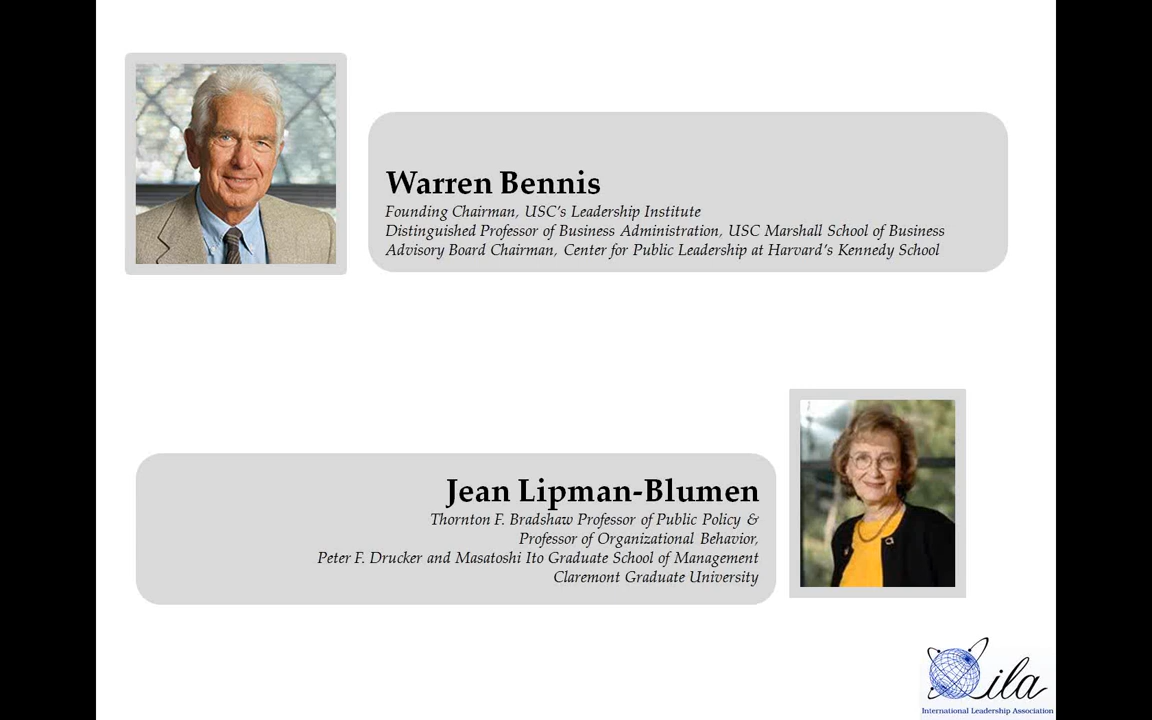 Warren Bennis
Founding Chairman, USC's Leadership Institute
Distinguished Professor of Business Administration, USC Marshall School of Business
Advisory Board Chairman, Center for Public Leadership at Harvard's Kennedy School
Jean Lipman-Blumen
Thornton F. Bradshaw Professor of Public Policy &
Professor of Organizational Behavior,
Peter F. Drucker and Masatoshi Ito Graduate School of Management
Claremont Graduate University
ila
International Leadership Association